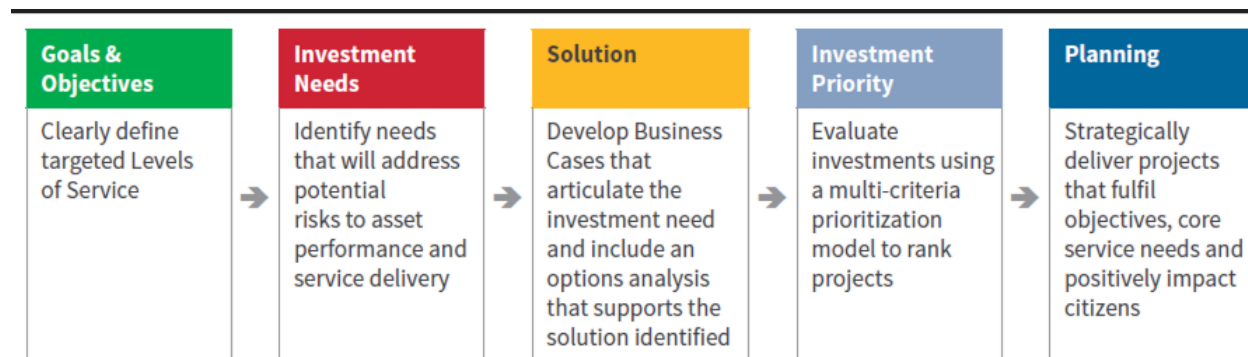 Goals &
Objectives
Clearly define
targeted Levels
of Service
Investment
Needs
Identify needs
that will address
potential
risks to asset
performance and
service delivery
Solution
Develop Business
Cases that
articulate the
investment need
and include an
options analysis
that supports the
solution identified
Investment
Priority
Evaluate
investments using
a multi-criteria
prioritization
model to rank
projects
Planning
Strategically
deliver projects
that fulfil
objectives, core
service needs and
positively impact
citizens